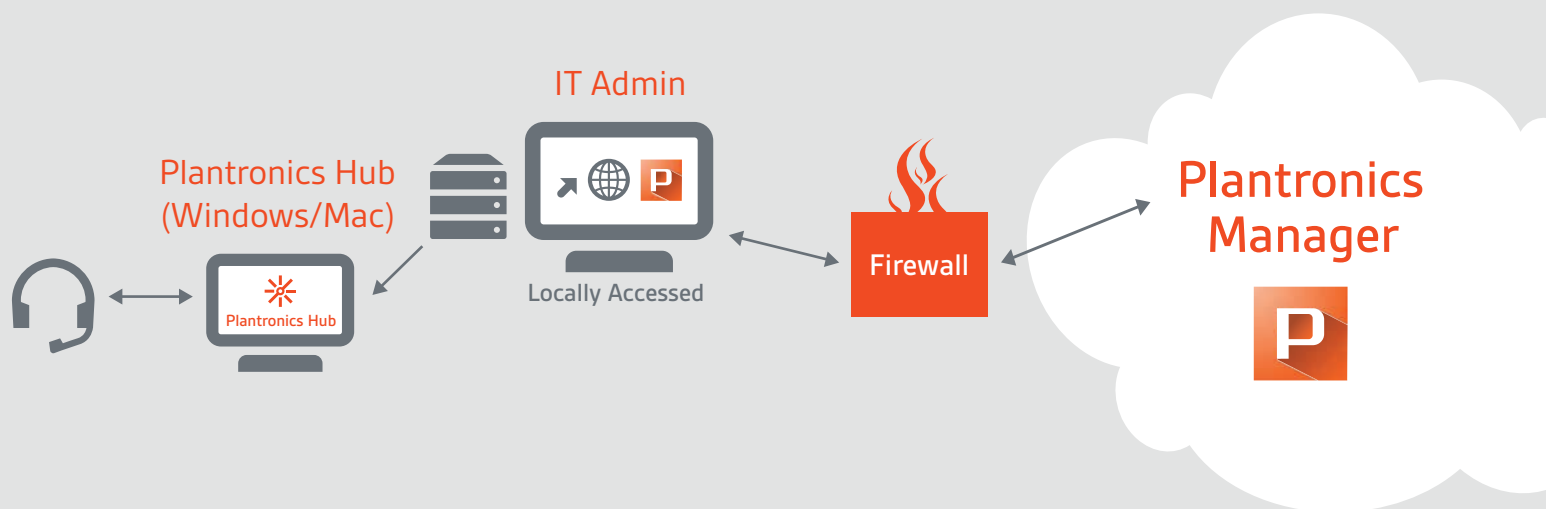 IT Admin
Plantronics Hub
(Windows/Mac)
Plantronics Hub
P
Locally Accessed
Firewall
Plantronics
Manager
P